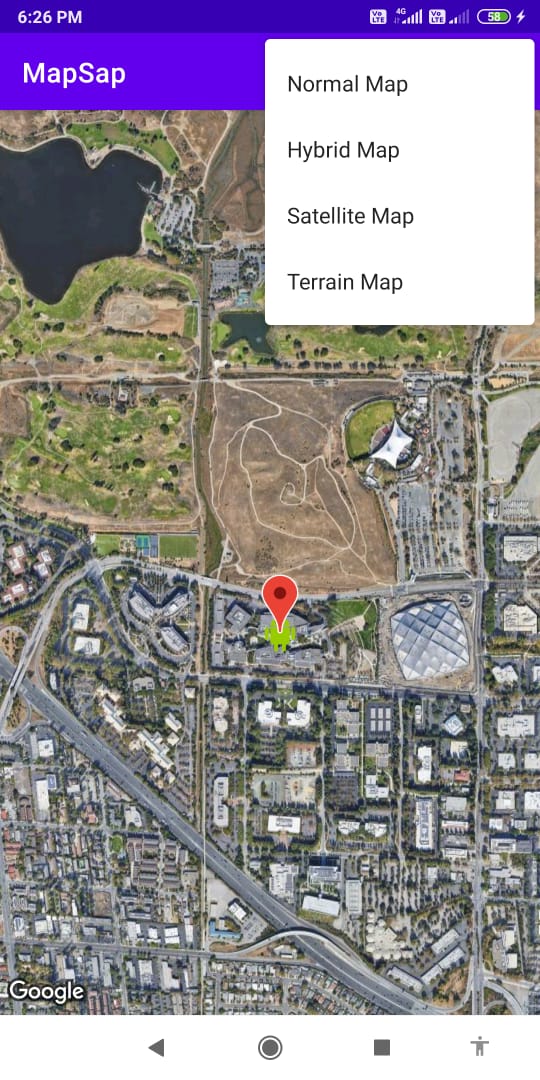 6:26 PM
Vo LTE
4G
Vo LTE
58
MapSap
Normal Map
Hybrid Map
Satellite Map
Terrain Map
Google